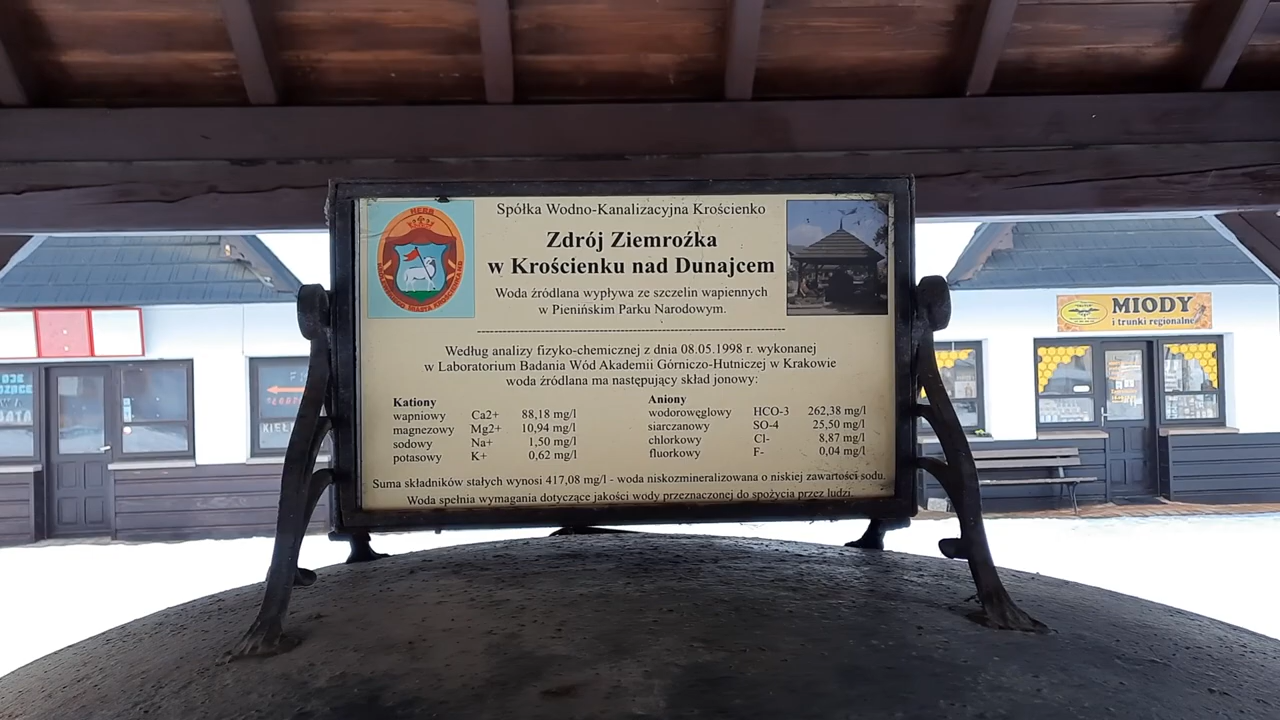 Spółka Wodno-Kanalizacyjna Krościenko
Zdrój Ziemroźka
w Krościenku nad Dunajcem
Woda źródlana wypływa ze szczelin wapiennych
w Pienińskim Parku Narodowym.
Według analizy fizyko-chemicznej z dnia 08.05.1998 r. wykonanej
w Laboratorium Badania Wód Akademii Górniczo-Hutniczej w Krakowie
woda źródlana ma następujący skład jonowy:
Kationy
wapniowy Ca2+ 88,18 mg/l
magnezowy Mg2+ 10,94 mg/l
sodowy Na+ 1,50 mg/l
potasowy K+ 0,62 mg/l
Aniony
wodorowęglowy HCO-3 262,38 mg/l
siarczanowy SO-4 25,50 mg/l
chlorkowy Cl- 8,87 mg/l
fluorkowy F- 0,04 mg/l
Suma składników stałych wynosi 417,08 mg/l - woda niskozmineralizowana o niskiej zawartości sodu.
Woda spełnia wymagania dotyczące jakości wody przeznaczonej do spożycia przez ludzi.
HERB
MIODY
i trunki regionalne